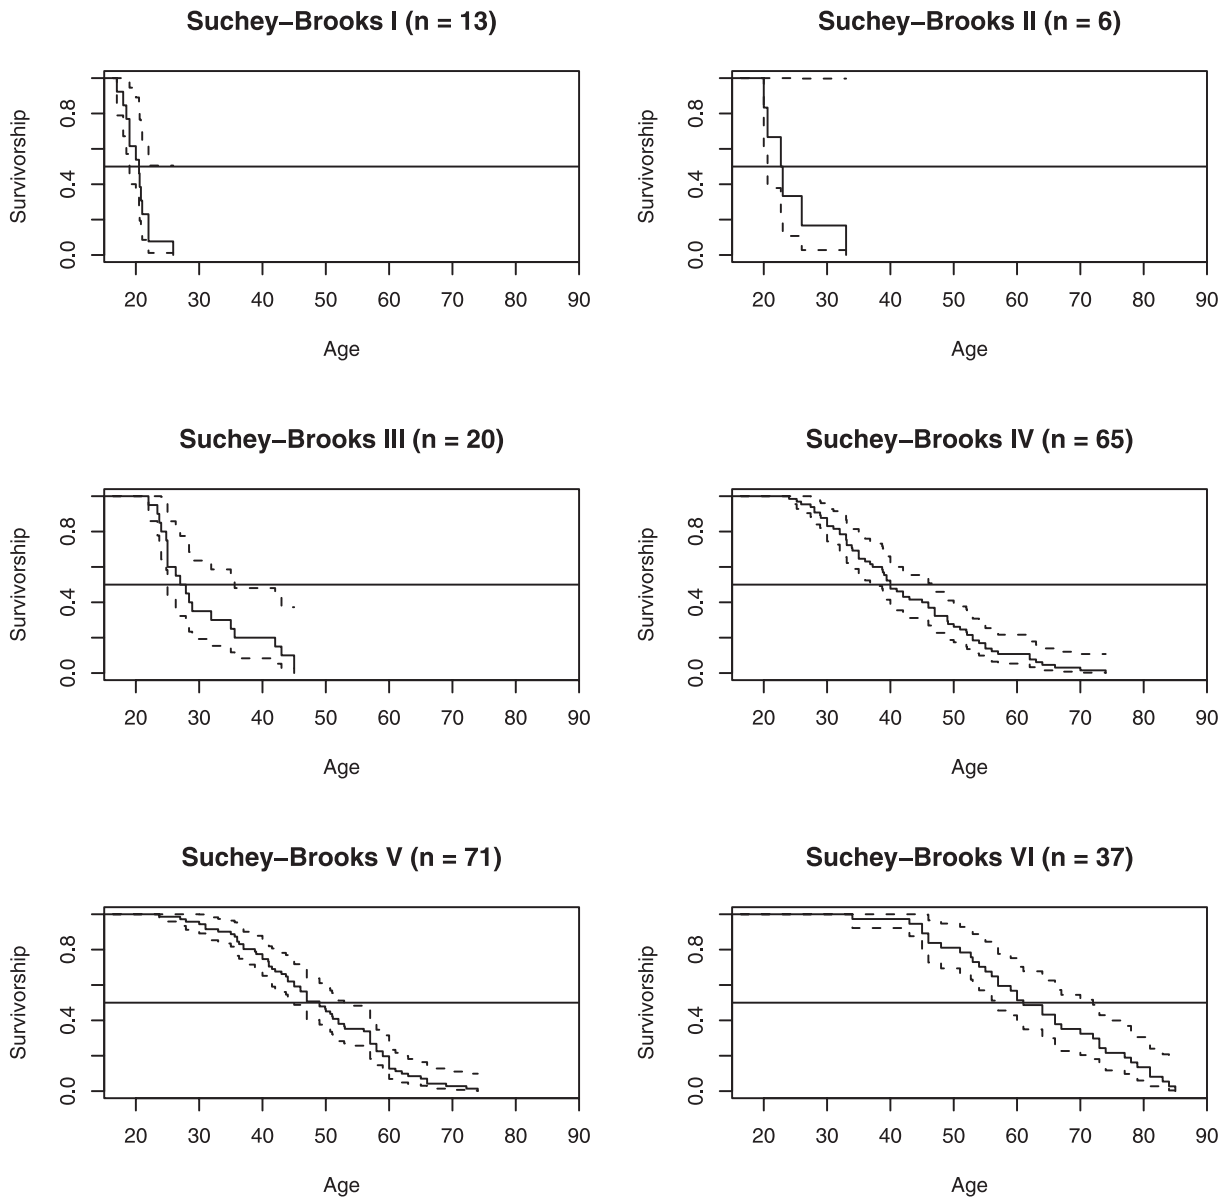 Suchey–Brooks I (n = 13)
Survivorship
0.0 0.4 0.8
20 30 40 50 60 70 80 90
Age
Suchey–Brooks II (n = 6)
Survivorship
0.0 0.4 0.8
20 30 40 50 60 70 80 90
Age
Suchey–Brooks III (n = 20)
Survivorship
0.0 0.4 0.8
20 30 40 50 60 70 80 90
Age
Suchey–Brooks IV (n = 65)
Survivorship
0.0 0.4 0.8
20 30 40 50 60 70 80 90
Age
Suchey–Brooks V (n = 71)
Survivorship
0.0 0.4 0.8
20 30 40 50 60 70 80 90
Age
Suchey–Brooks VI (n = 37)
Survivorship
0.0 0.4 0.8
20 30 40 50 60 70 80 90
Age